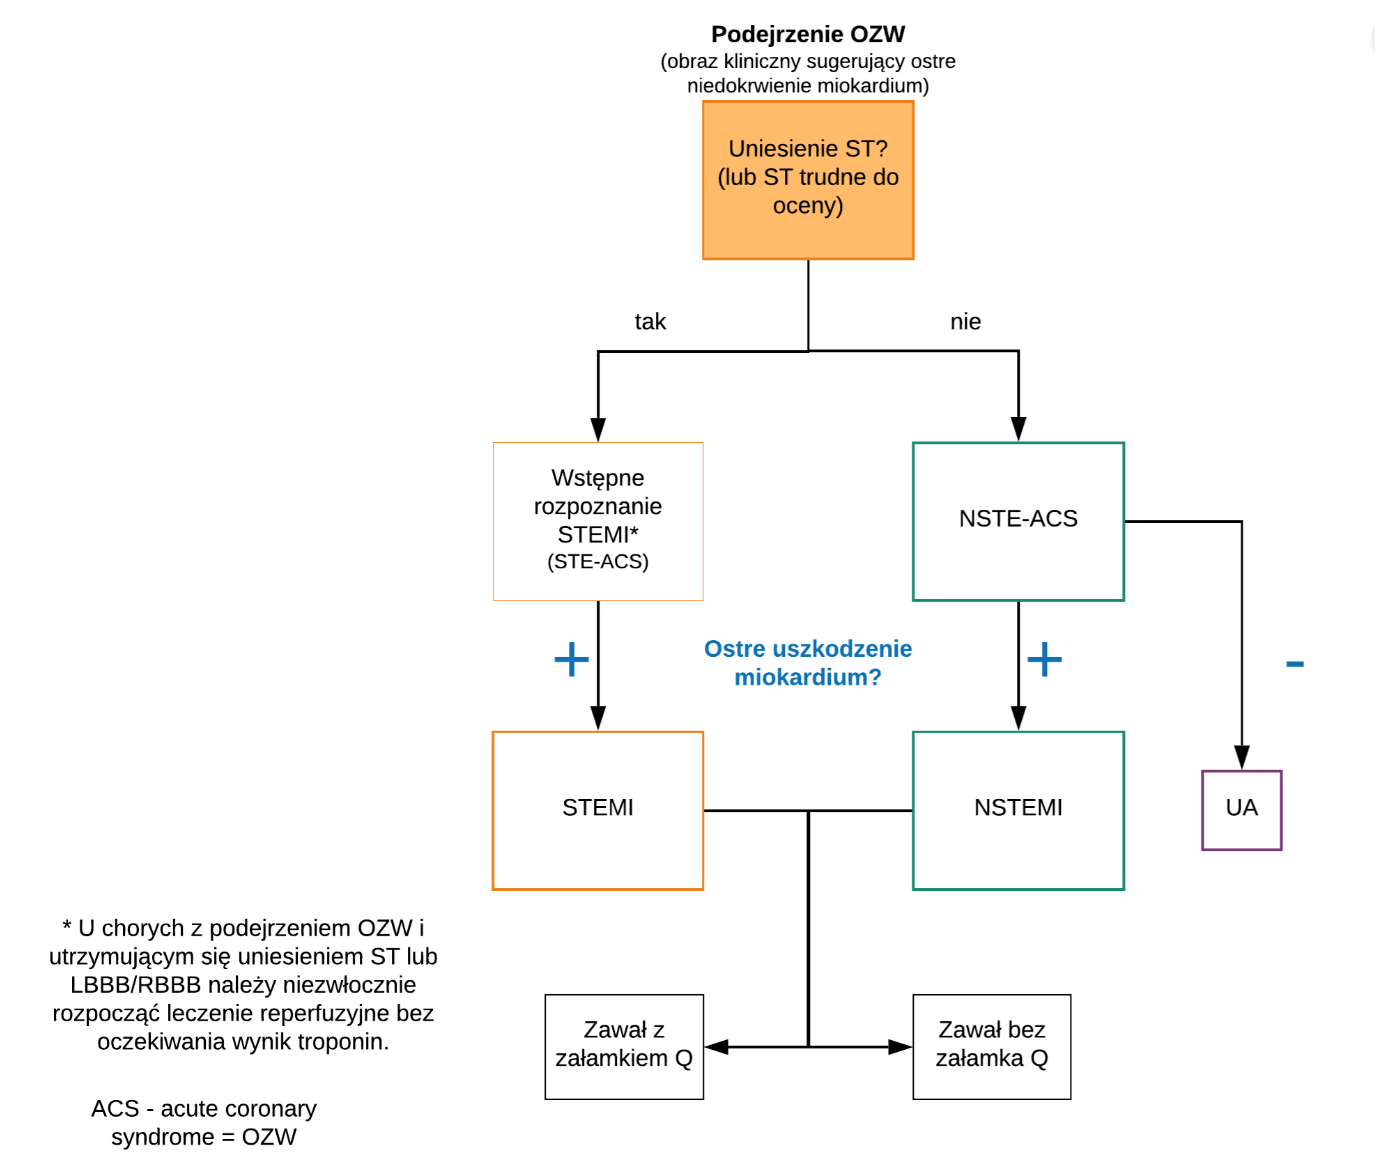 Podejrzenie OZW
(obraz kliniczny sugerujący ostre
niedokrwienie miokardium)
Uniesienie ST?
(lub ST trudne do
oceny)
tak
nie
Wstępne
rozpoznanie
STEMI*
(STE-ACS)
NSTE-ACS
+
Ostre uszkodzenie
miokardium?
+
-
STEMI
NSTEMI
UA
* U chorych z podejrzeniem OZW i
utrzymującym się uniesieniem ST lub
LBBB/RBBB należy niezwłocznie
rozpocząć leczenie reperfuzyjne bez
oczekiwania wynik troponin.
Zawał z
załamkiem Q
Zawał bez
załamka Q
ACS - acute coronary
syndrome = OZW